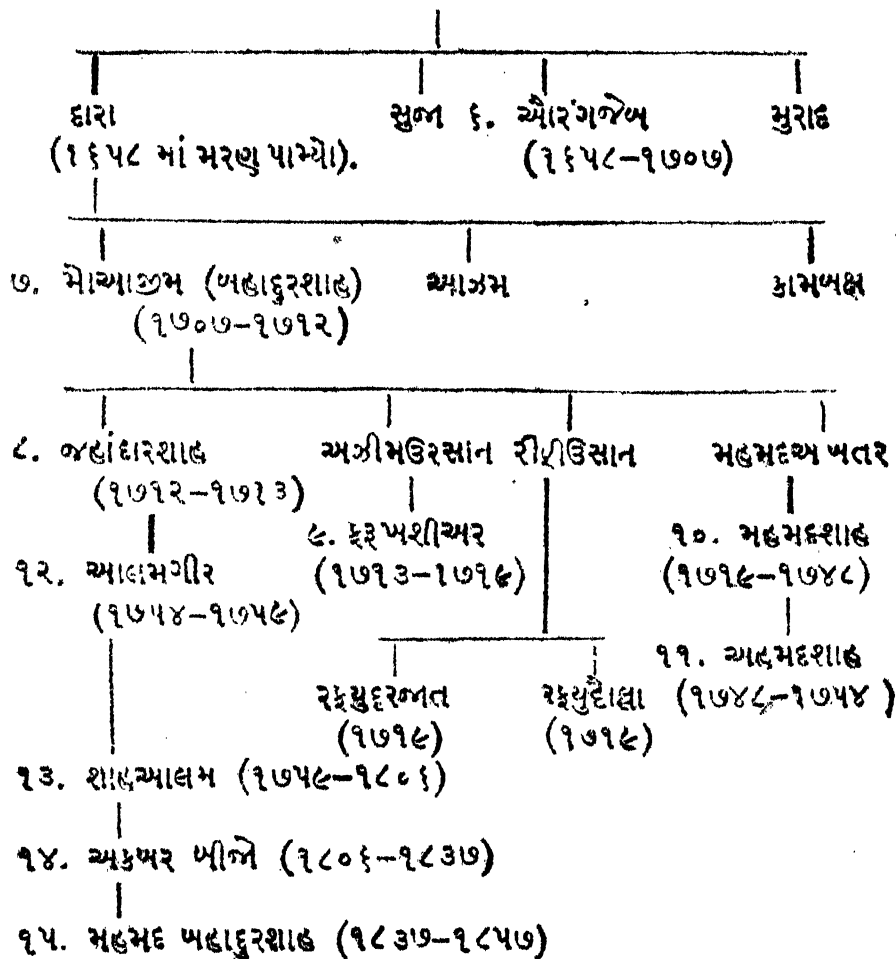 દારા સુજા ૬. ઔરંગજેબ મુરાદ
(૧૬૫૮ માં મરણ પામ્યો). (૧૬૫૮–૧૭૦૭)
૭. મોઆજીમ (બહાદુરશાહ) આઝમ કામબક્ષ
(૧૭૦૭–૧૭૧૨)
૮. જહાંદારશાહ અઝીમઉરસાન રીફીઉસાન મહમદઅખતર
(૧૭૧૨–૧૭૧૩) ૯. ફરૂખશીઅર ૧૦. મહમદશાહ
૧૨. આલમગીર (૧૭૧૩–૧૭૧૯) (૧૭૧૯–૧૭૪૮)
(૧૭૫૪–૧૭૫૯)
૧૧. અહમદશાહ
રફયુદરજાત રફયુદૌલ્લા (૧૭૪૮–૧૭૫૪)
(૧૭૧૯) (૧૭૧૯)
૧૩. શાહઆલમ (૧૭૫૯–૧૮૦૬)
૧૪. અકબર બીજો (૧૮૦૬–૧૮૩૭)
૧૫. મહમદ બહાદુરશાહ (૧૮૩૭–૧૮૫૭)